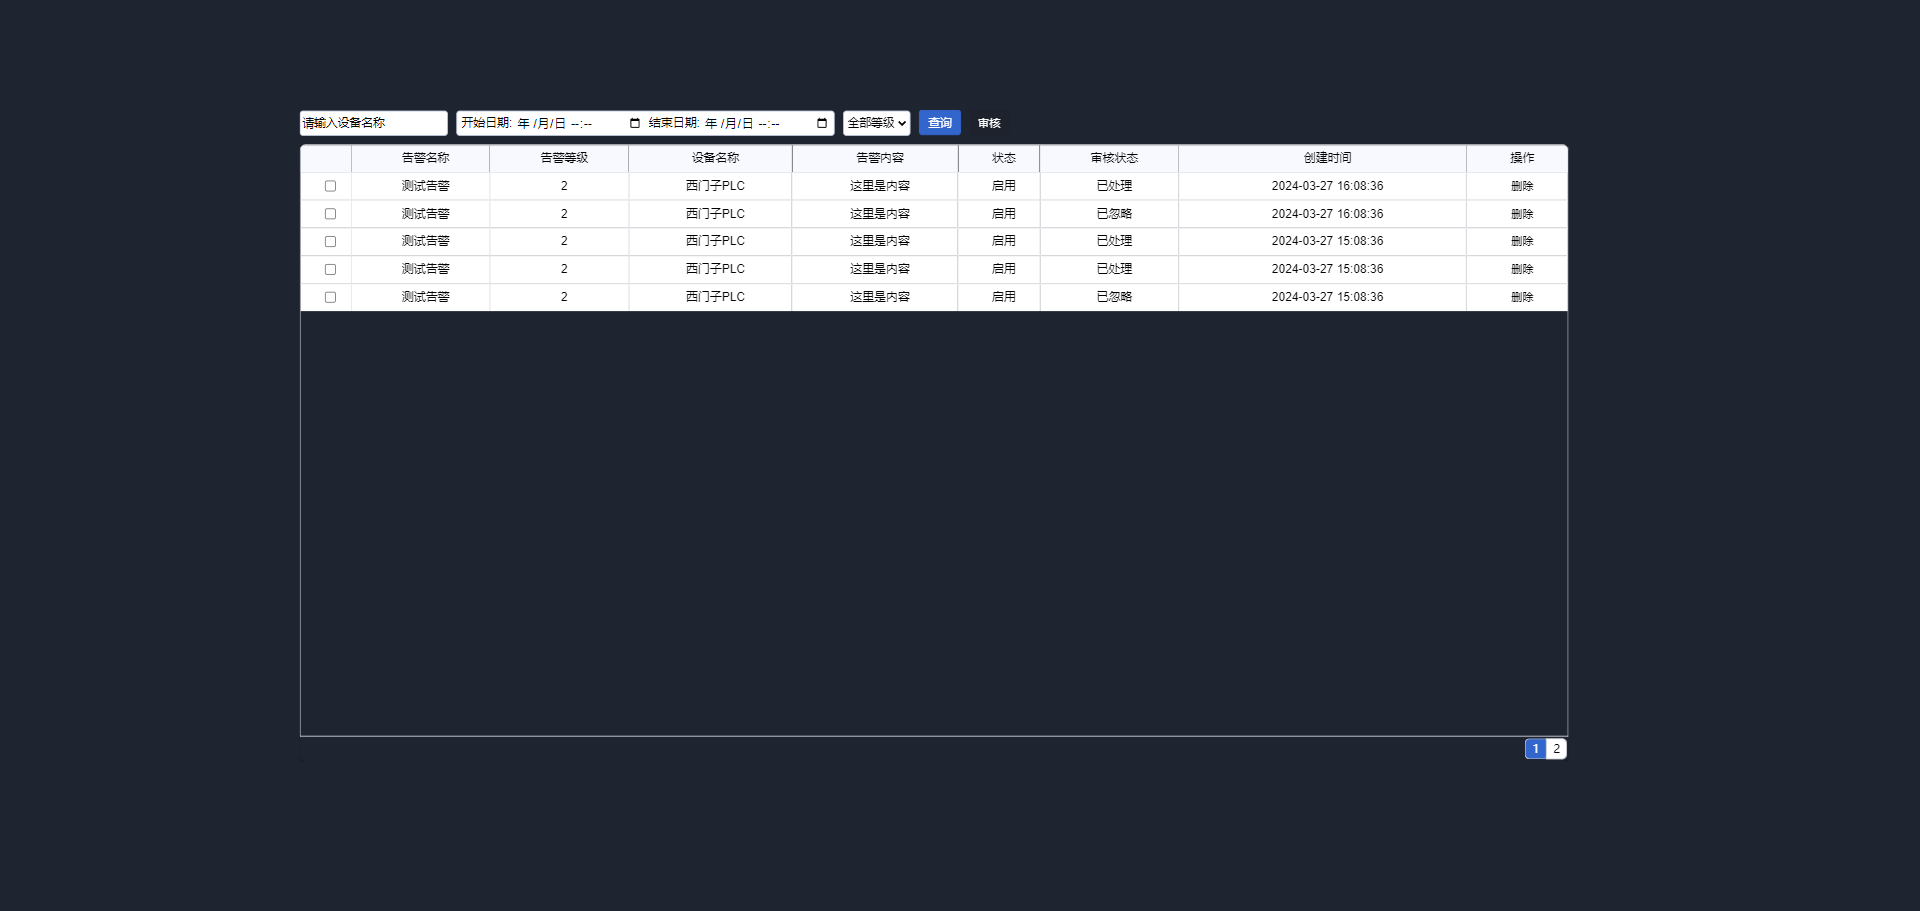 请输入设备名称 开始日期: 年 /月/日 --:-- 结束日期: 年 /月/日 --:-- 全部等级 查询 审核
告警名称 告警等级 设备名称 告警内容 状态 审核状态 创建时间 操作
测试告警 2 西门子PLC 这里是内容 启用 已处理 2024-03-27 16:08:36 删除
测试告警 2 西门子PLC 这里是内容 启用 已忽略 2024-03-27 16:08:36 删除
测试告警 2 西门子PLC 这里是内容 启用 已处理 2024-03-27 15:08:36 删除
测试告警 2 西门子PLC 这里是内容 启用 已处理 2024-03-27 15:08:36 删除
测试告警 2 西门子PLC 这里是内容 启用 已忽略 2024-03-27 15:08:36 删除
1 2